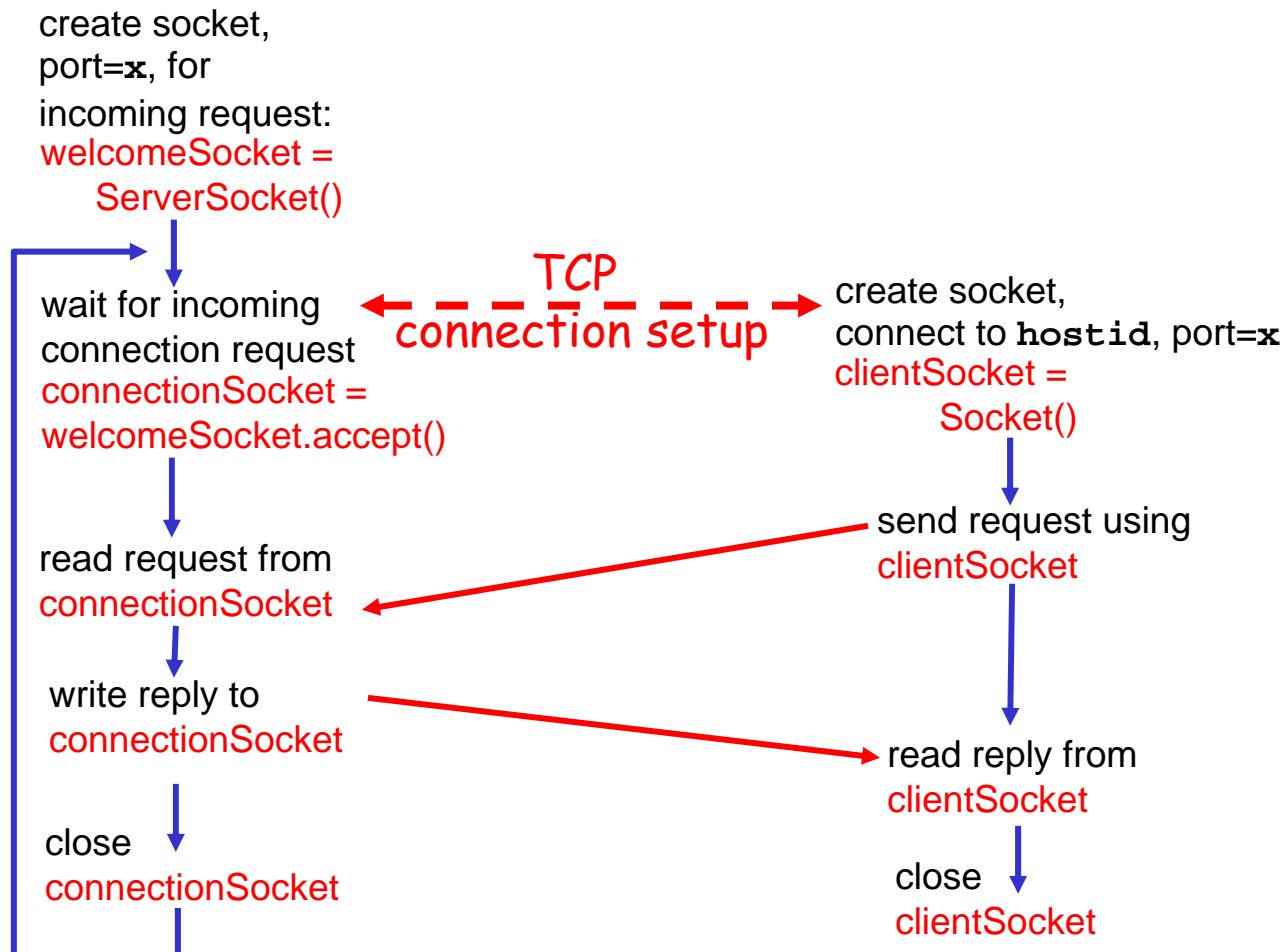 create socket,
port=x, for
incoming request:
welcomeSocket =
ServerSocket()
wait for incoming
connection request
connectionSocket =
welcomeSocket.accept()
TCP
connection setup
create socket,
connect to hostid, port=x
clientSocket =
Socket()
send request using
clientSocket
read request from
connectionSocket
write reply to
connectionSocket
read reply from
clientSocket
close
connectionSocket
close
clientSocket